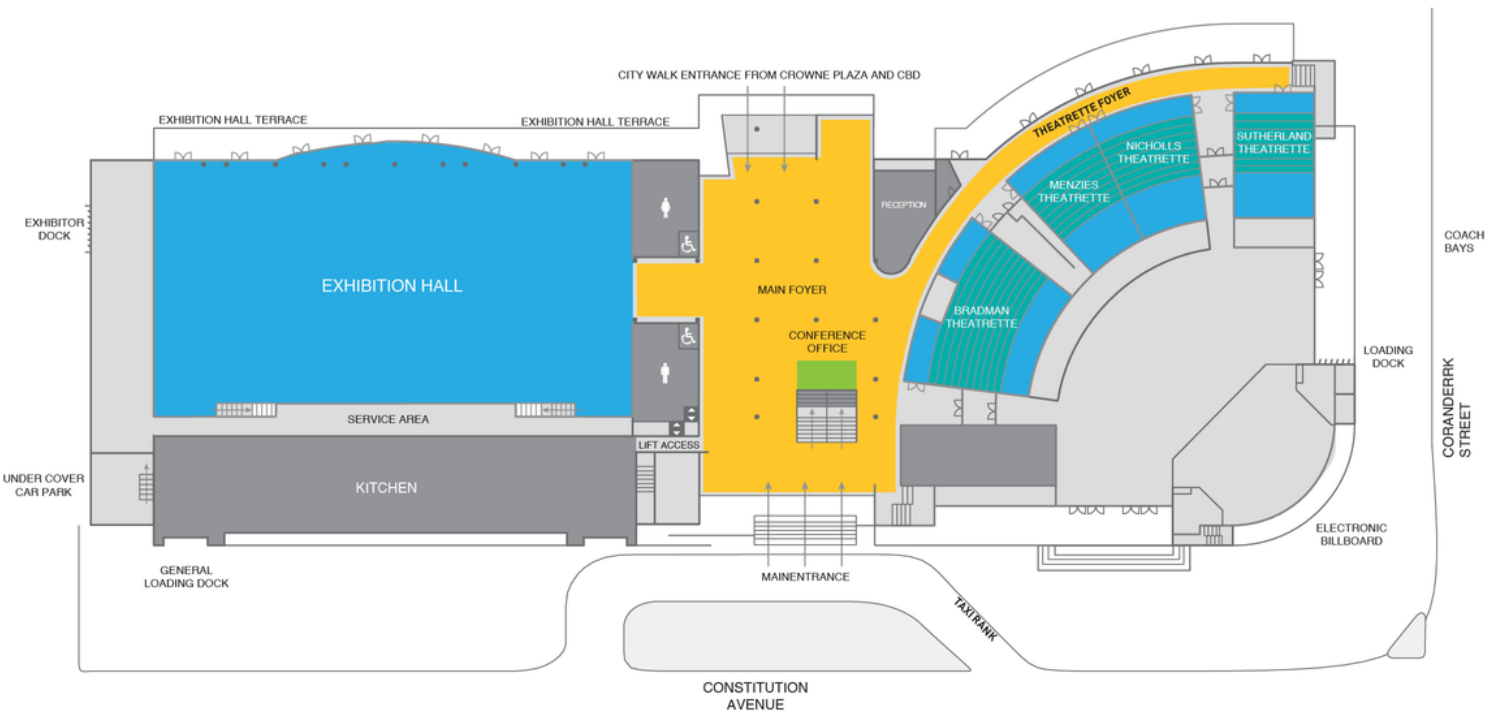 CITY WALK ENTRANCE FROM CROWNE PLAZA AND CBD
EXHIBITION HALL TERRACE
EXHIBITION HALL TERRACE
THEATRETTE FOYER
NICHOLLS
THEATRETTE
SUTHERLAND
THEATRETTE
MENZIES
THEATRETTE
RECEPTION
EXHIBITOR
DOCK
COACH
BAYS
EXHIBITION HALL
MAIN FOYER
BRADMAN
THEATRETTE
CONFERENCE
OFFICE
LOADING
DOCK
CORANDERRK
STREET
SERVICE AREA
LIFT ACCESS
UNDER COVER
CAR PARK
KITCHEN
ELECTRONIC
BILLBOARD
GENERAL
LOADING DOCK
MAINENTRANCE
TAXI RANK
CONSTITUTION
AVENUE